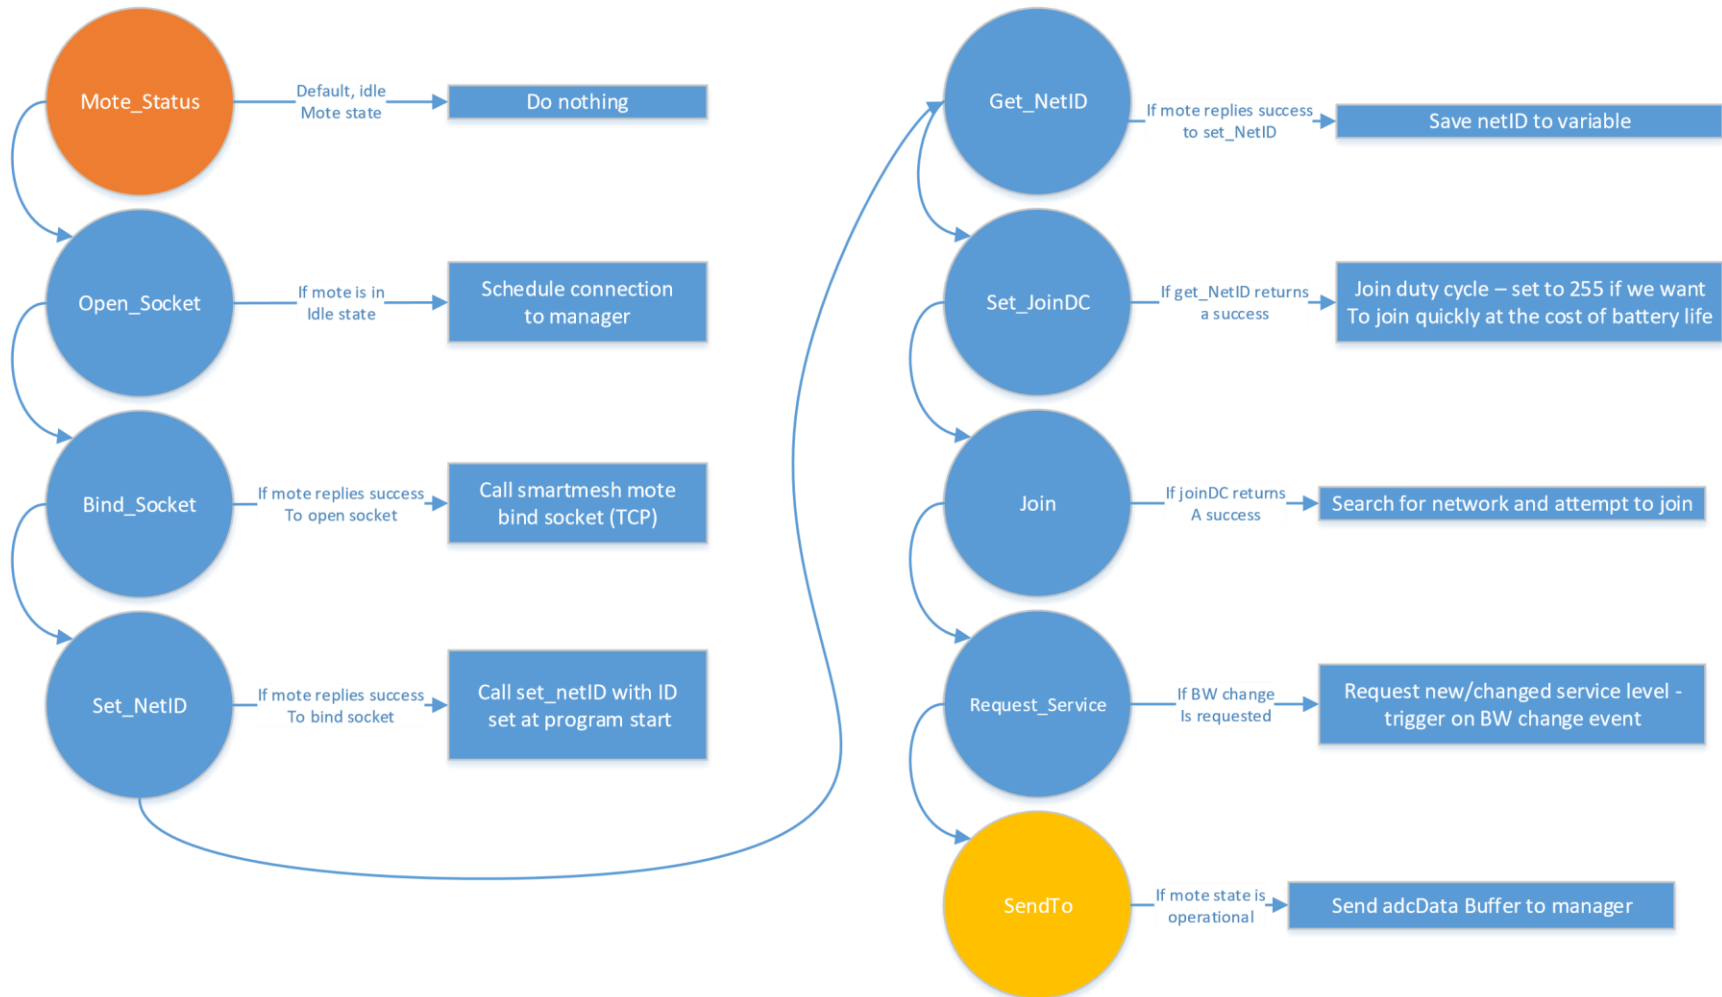 Mote_Status
Default, idle
Mote state
Do nothing
Open_Socket
If mote is in
Idle state
Schedule connection
to manager
Bind_Socket
If mote replies success
To open socket
Call smartmesh mote
bind socket (TCP)
Set_NetID
If mote replies success
To bind socket
Call set_netID with ID
set at program start
Get_NetID
If mote replies success
to set_NetID
Save netID to variable
Set_JoinDC
If get_NetID returns
a success
Join duty cycle – set to 255 if we want
To join quickly at the cost of battery life
Join
If joinDC returns
A success
Search for network and attempt to join
Request_Service
If BW change
Is requested
Request new/changed service level -
trigger on BW change event
SendTo
If mote state is
operational
Send adcData Buffer to manager